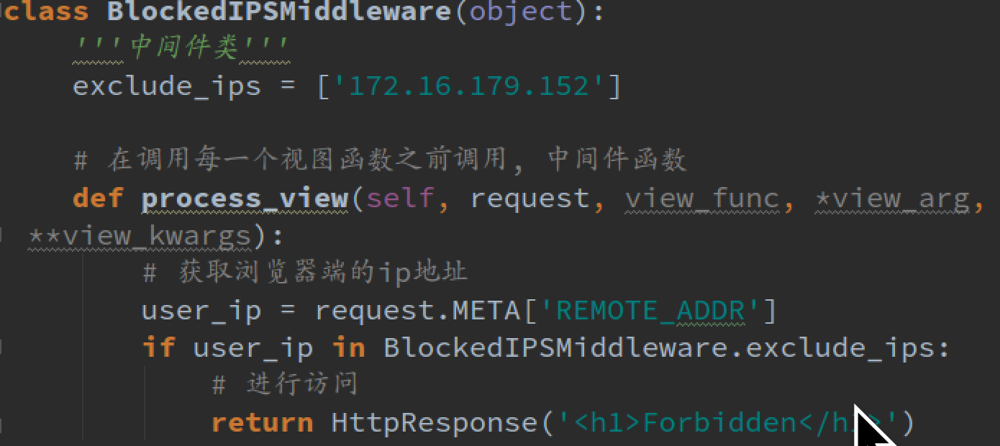 class BlockedIPSMiddleware(object):
    '''中间件类'''
    exclude_ips = ['172.16.179.152']
    # 在调用每一个视图函数之前调用, 中间件函数
    def process_view(self, request, view_func, *view_arg,
 **view_kwargs):
        # 获取浏览器端的ip地址
        user_ip = request.META['REMOTE_ADDR']
        if user_ip in BlockedIPSMiddleware.exclude_ips:
            # 进行访问
            return HttpResponse('<h1>Forbidden</h1>')